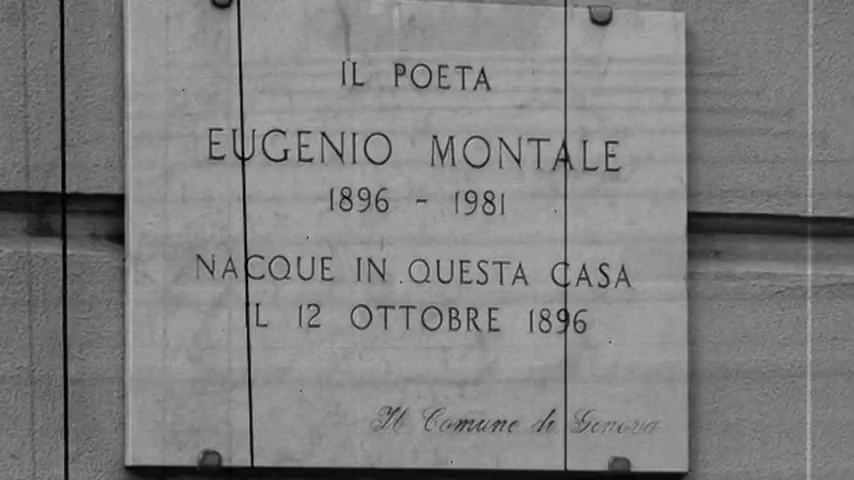 IL POETA
EUGENIO MONTALE
1896 - 1981
NACQUE IN QUESTA CASA
IL 12 OTTOBRE 1896
Il Comune di Genova